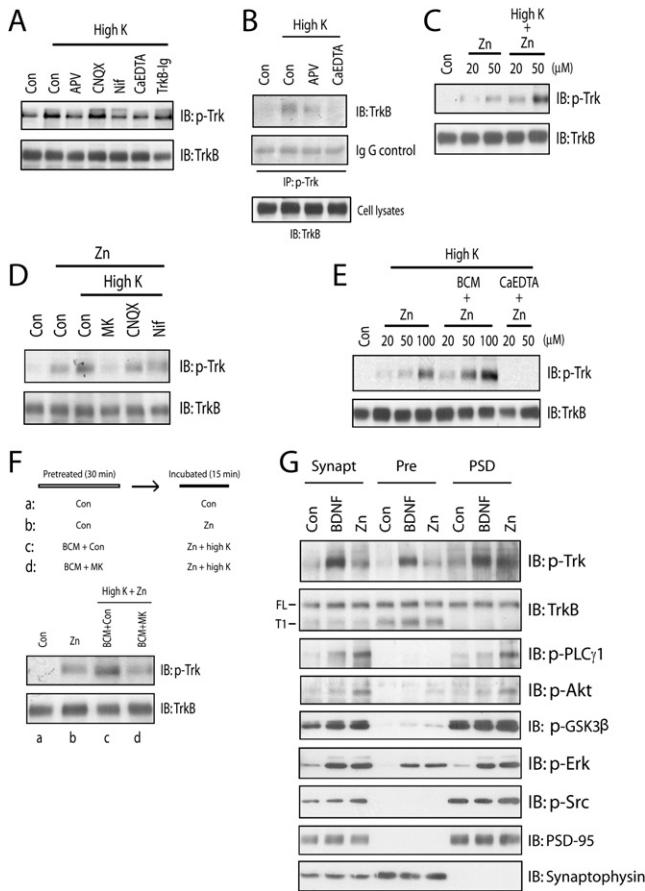 A
High K
Con
Con
APV
CNQX
Nif
CaEDTA
TrkB-Ig
IB: p-Trk
IB: TrkB
B
High K
Con
Con
APV
CaEDTA
IB: TrkB
Ig G control
IP: p-Trk
Cell lysates
IB: TrkB
C
High K
+
Zn
Zn
Con
20 50 20 50 (μM)
IB: p-Trk
IB: TrkB
D
Zn
High K
Con
Con
Con
MK
CNQX
Nif
IB: p-Trk
IB: TrkB
E
High K
BCM
+
Zn
CaEDTA
+
Zn
Zn
Con
20 50 100 20 50 100 20 50 (μM)
IB: p-Trk
IB: TrkB
F
Pretreated (30 min) Incubated (15 min)
a: Con Con
b: Con Zn
c: BCM + Con Zn + high K
d: BCM + MK Zn + high K
High K + Zn
Con
Zn
BCM+Con
BCM+MK
IB: p-Trk
IB: TrkB
a b c d
G
Synapt Pre PSD
Con
BDNF
Zn
Con
BDNF
Zn
Con
BDNF
Zn
IB: p-Trk
FL
IB: TrkB
T1
IB: p-PLCγ1
IB: p-Akt
IB: p-GSK3β
IB: p-Erk
IB: p-Src
IB: PSD-95
IB: Synaptophysin